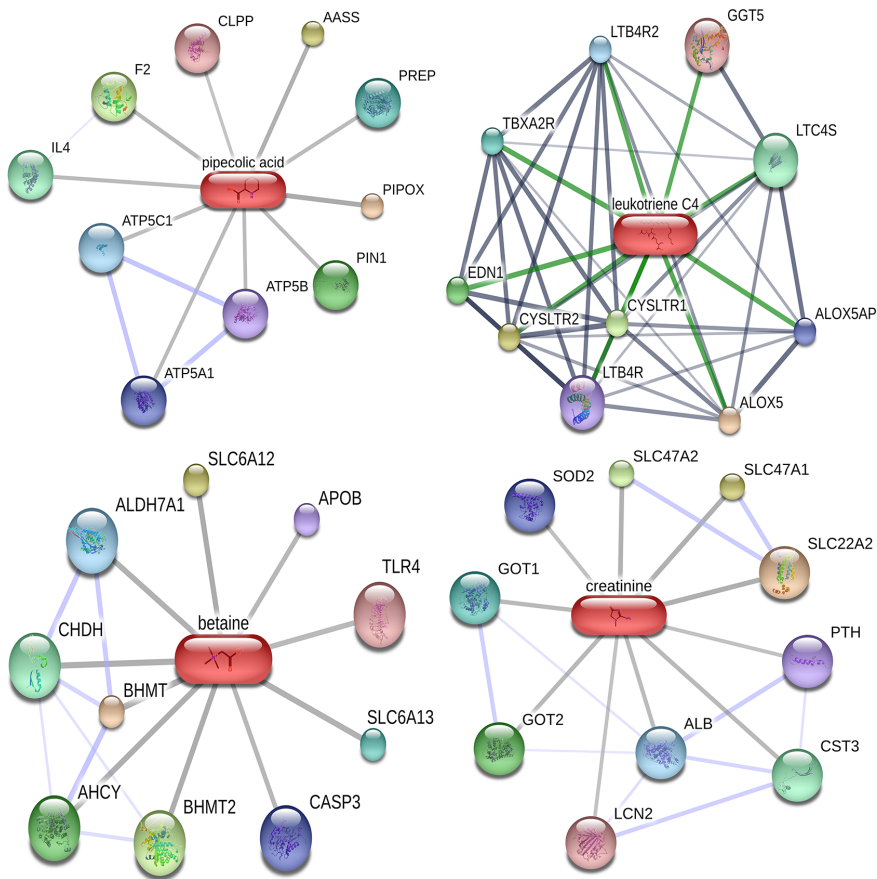 CLPP
AASS
F2
PREP
IL4
pipecolic acid
PIPOX
ATP5C1
PIN1
ATP5B
ATP5A1
LTB4R2
GGT5
TBXA2R
LTC4S
leukotriene C4
EDN1
CYSLTR2
CYSLTR1
ALOX5AP
LTB4R
ALOX5
SLC6A12
ALDH7A1
APOB
TLR4
betaine
CHDH
BHMT
SLC6A13
AHCY
BHMT2
CASP3
SLC47A2
SLC47A1
SOD2
SLC22A2
GOT1
creatinine
PTH
GOT2
ALB
CST3
LCN2